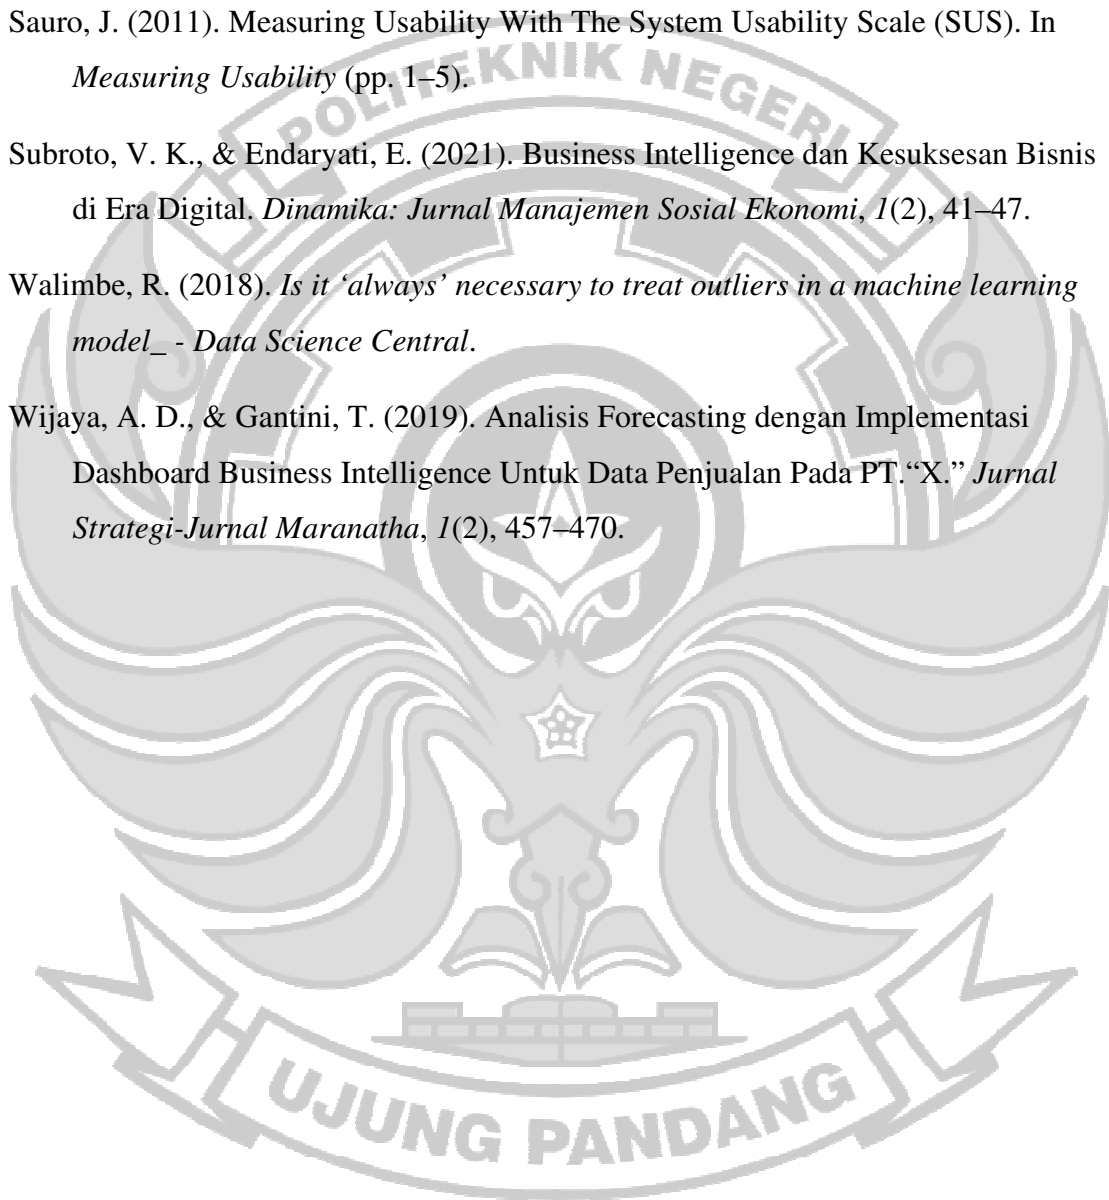 Sauro, J. (2011). Measuring Usability With The System Usability Scale (SUS). In
Measuring Usability (pp. 1–5).
Subroto, V. K., & Endaryati, E. (2021). Business Intelligence dan Kesuksesan Bisnis
di Era Digital. Dinamika: Jurnal Manajemen Sosial Ekonomi, 1(2), 41–47.
Walimbe, R. (2018). Is it ‘always’ necessary to treat outliers in a machine learning
model_ - Data Science Central.
Wijaya, A. D., & Gantini, T. (2019). Analisis Forecasting dengan Implementasi
Dashboard Business Intelligence Untuk Data Penjualan Pada PT.“X.” Jurnal
Strategi-Jurnal Maranatha, 1(2), 457–470.
POLITEKNIK NEGERI
UJUNG PANDANG